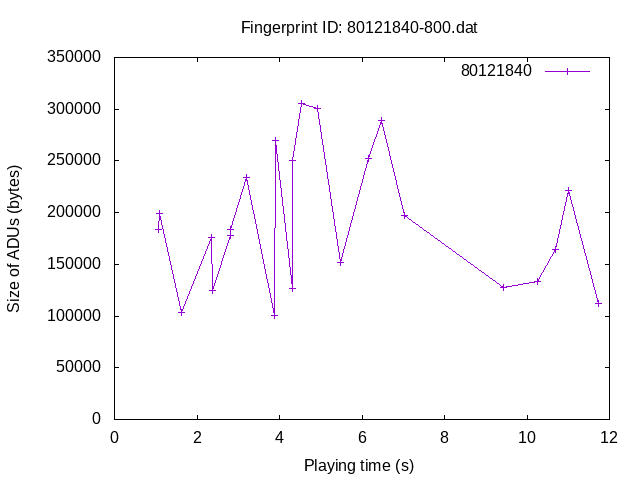 Fingerprint ID: 80121840-800.dat
80121840
Size of ADUs (bytes)
350000
300000
250000
200000
150000
100000
50000
0
0 2 4 6 8 10 12
Playing time (s)